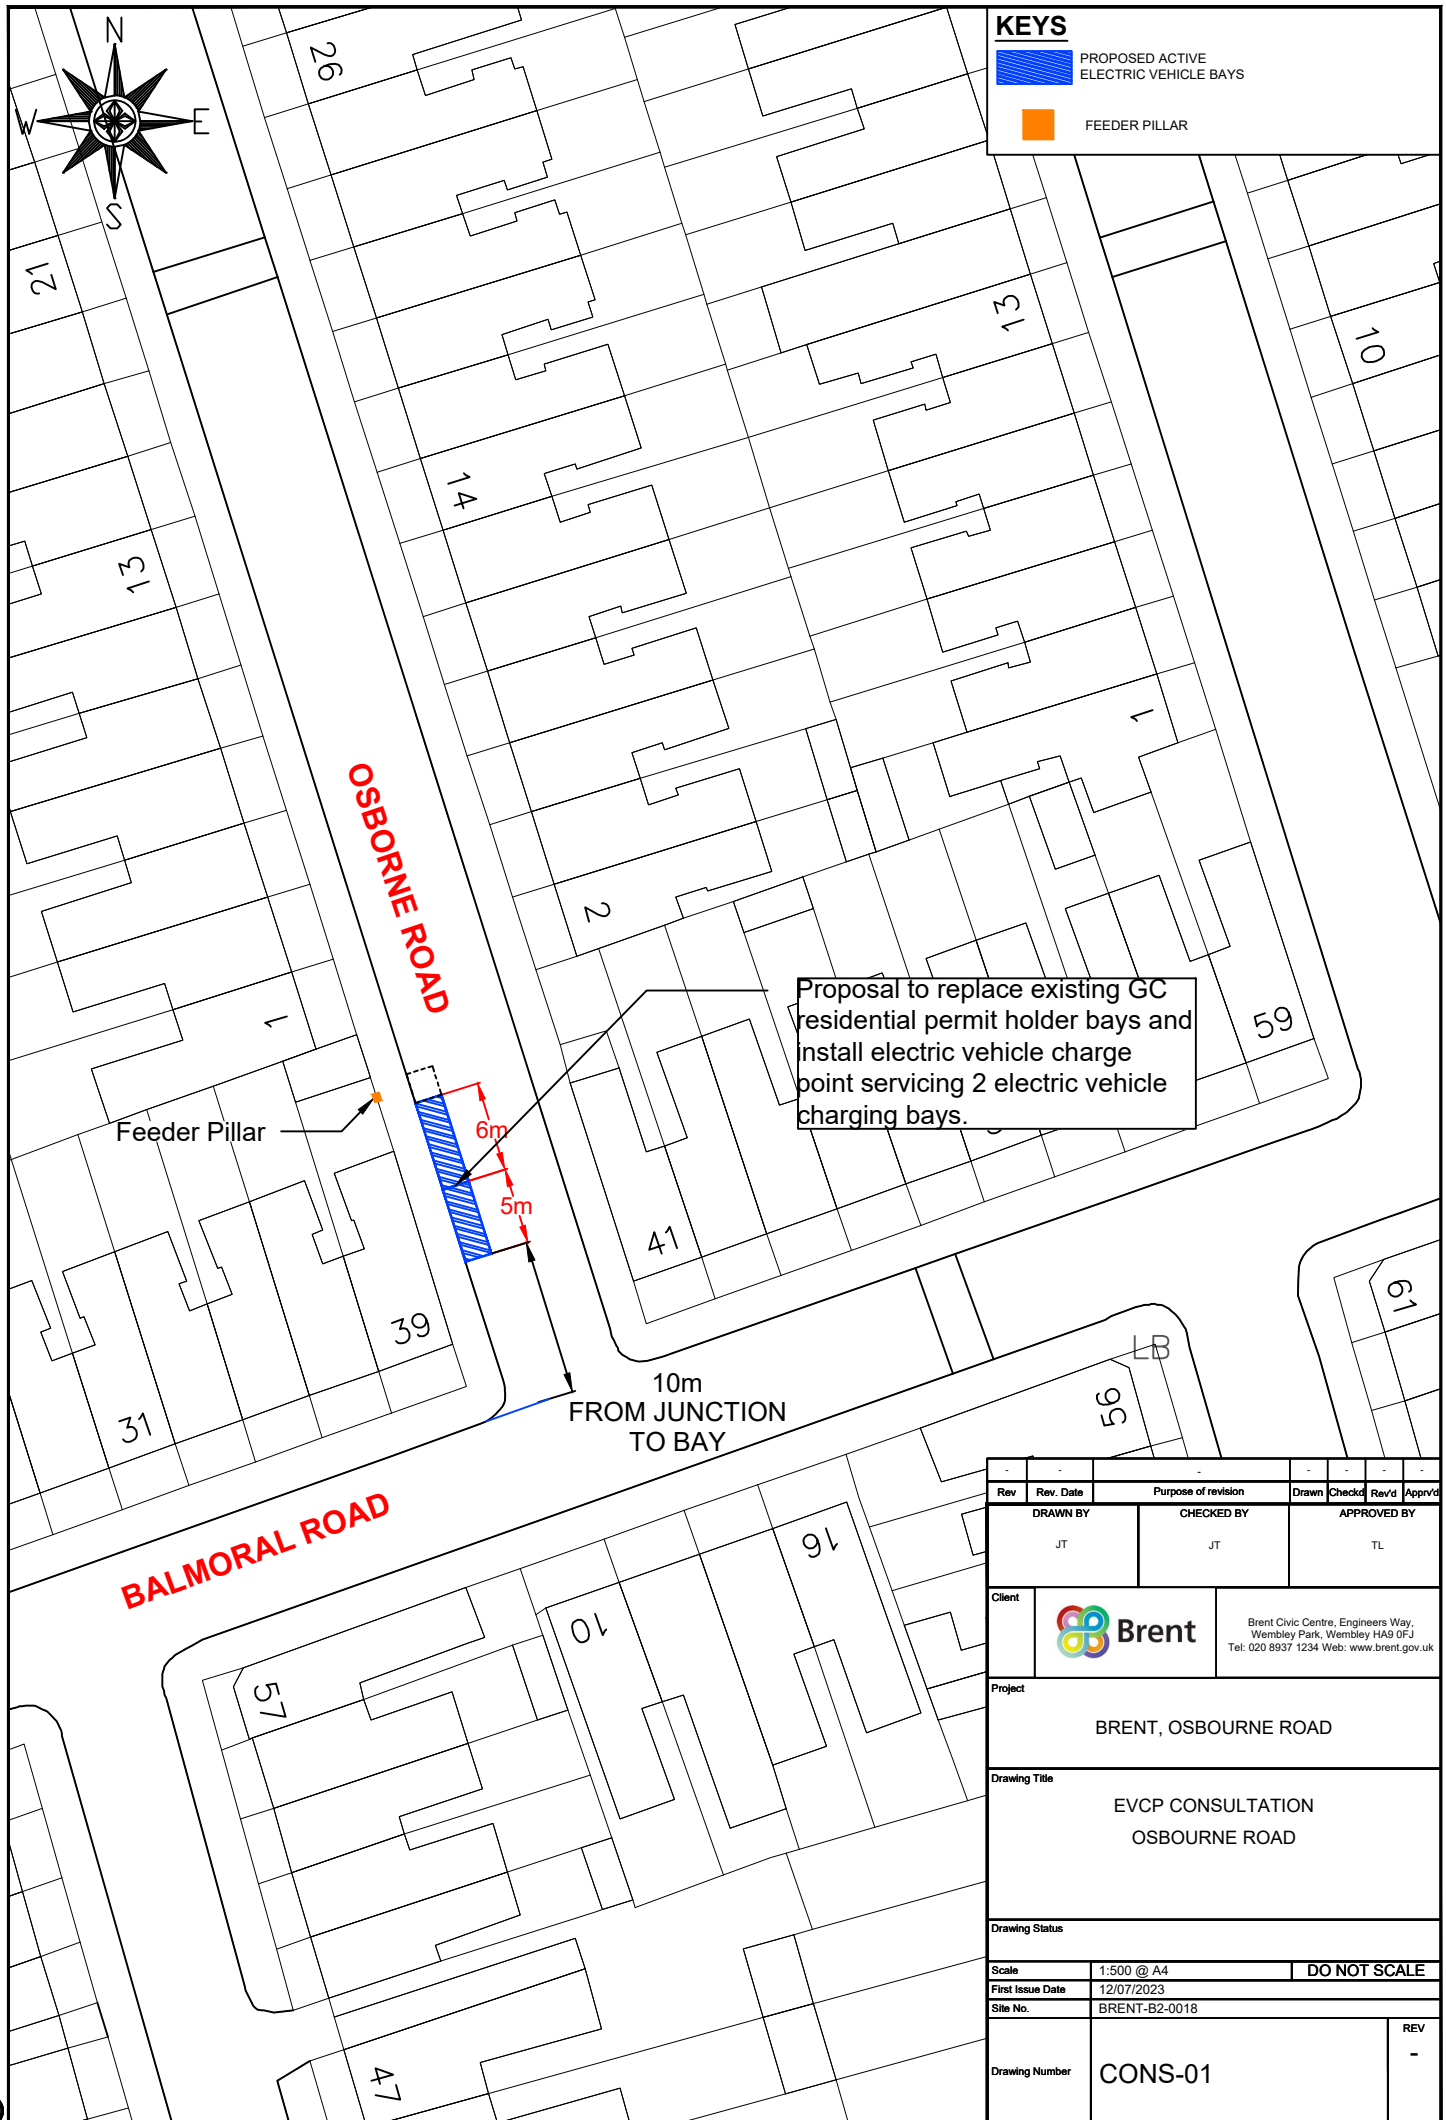 N
W
E
S
KEYS
PROPOSED ACTIVE
ELECTRIC VEHICLE BAYS
FEEDER PILLAR
26
21
13
10
14
13
1
OSBORNE ROAD
2
1
Proposal to replace existing GC
residential permit holder bays and
install electric vehicle charge
point servicing 2 electric vehicle
charging bays.
59
Feeder Pillar
6m
5m
41
39
61
31
10m
FROM JUNCTION
TO BAY
LB
56
BALMORAL ROAD
16
10
57
47
- - - - - - -
Rev Rev. Date Purpose of revision Drawn Checkd Rev'd Apprv'd
DRAWN BY CHECKED BY APPROVED BY
JT JT TL
Client
Brent
Brent Civic Centre, Engineers Way,
Wembley Park, Wembley HA9 0FJ
Tel: 020 8937 1234 Web: www.brent.gov.uk
Project
BRENT, OSBOURNE ROAD
Drawing Title
EVCP CONSULTATION
OSBOURNE ROAD
Drawing Status
Scale 1:500 @ A4 DO NOT SCALE
First Issue Date 12/07/2023
Site No. BRENT-B2-0018
Drawing Number CONS-01
REV
-